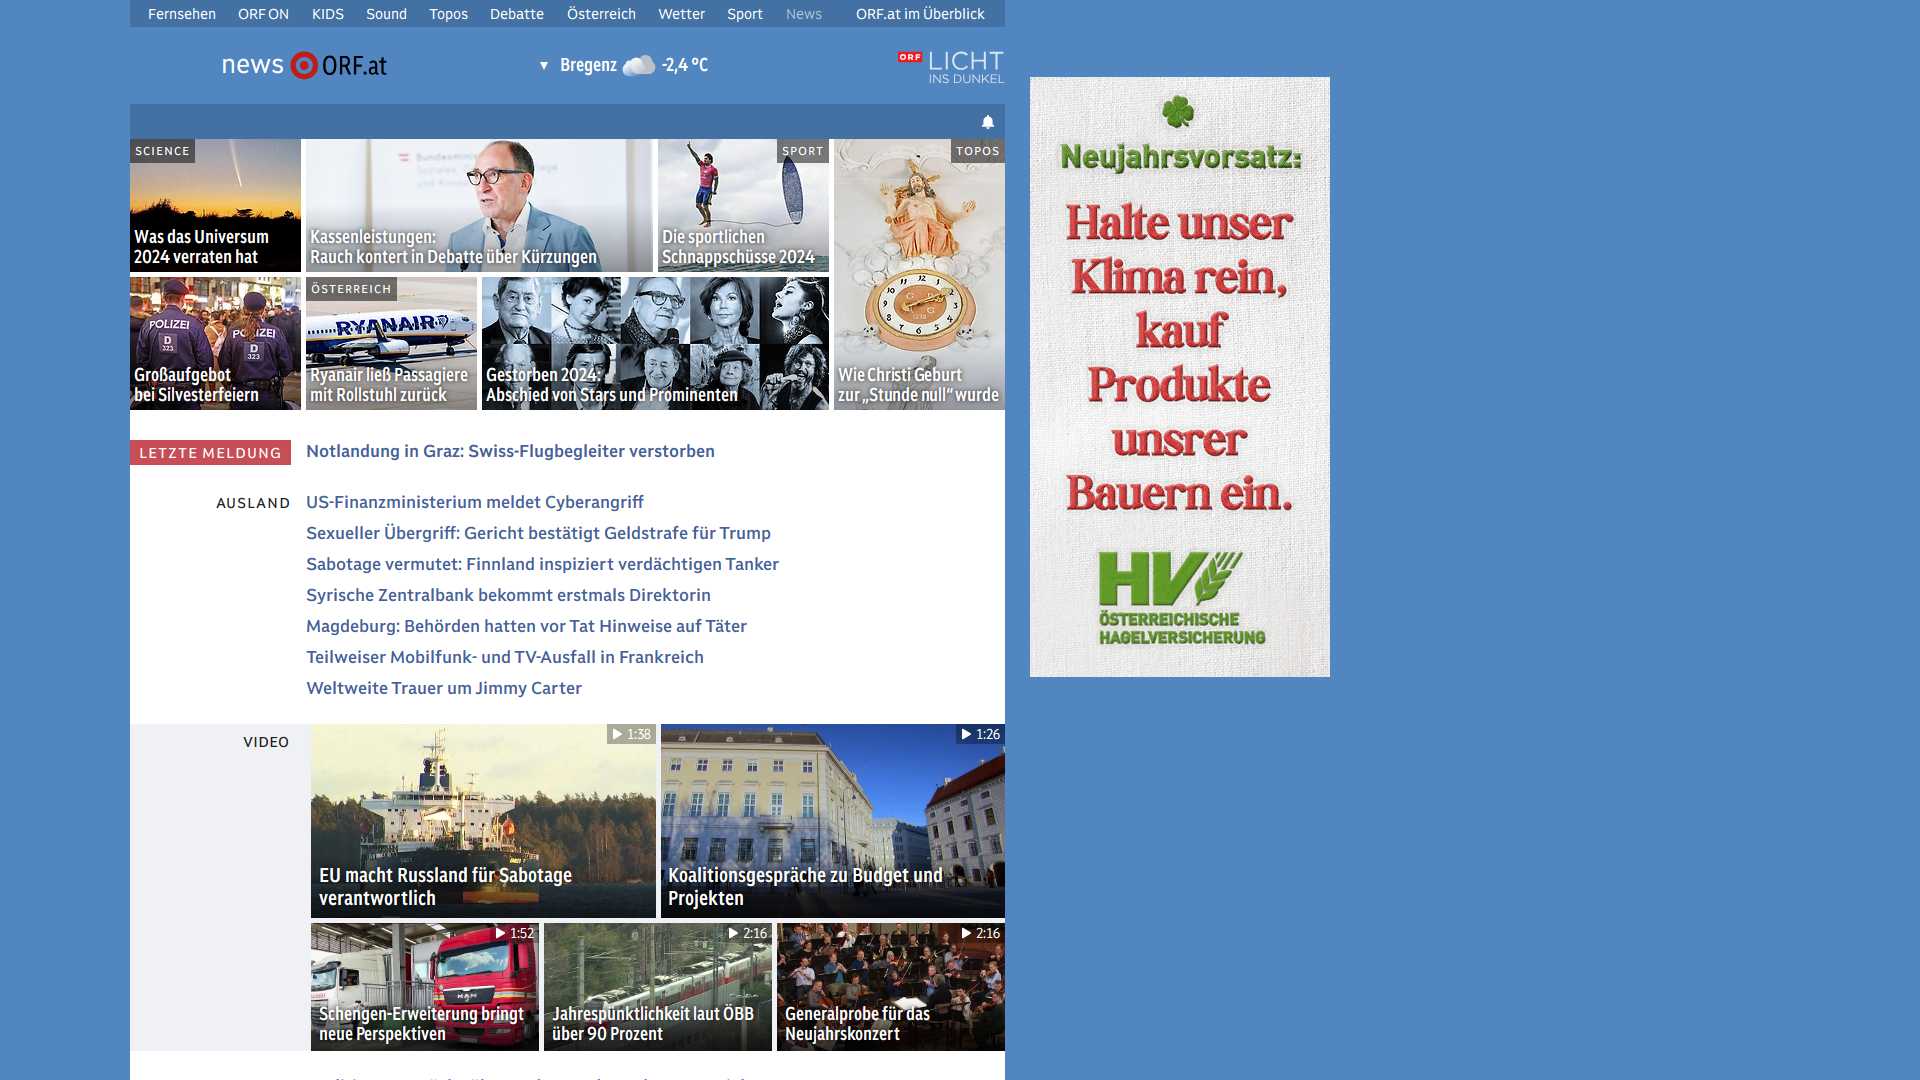 Fernsehen ORF ON KIDS Sound Topos Debatte Österreich Wetter Sport News ORF.at im Überblick
news ORF.at
Bregenz -2,4 °C
ORF LICHT
INS DUNKEL
SCIENCE
Was das Universum
2024 verraten hat
Kassenleistungen:
Rauch kontert in Debatte über Kürzungen
SPORT
Die sportlichen
Schnappschüsse 2024
TOPOS
Wie Christi Geburt
zur „Stunde null“ wurde
POLIZEI
D
323
POLIZEI
D
323
Großaufgebot
bei Silvesterfeiern
ÖSTERREICH
RYANAIR
Ryanair ließ Passagiere
mit Rollstuhl zurück
Gestorben 2024:
Abschied von Stars und Prominenten
LETZTE MELDUNG
Notlandung in Graz: Swiss-Flugbegleiter verstorben
AUSLAND
US-Finanzministerium meldet Cyberangriff
Sexueller Übergriff: Gericht bestätigt Geldstrafe für Trump
Sabotage vermutet: Finnland inspiziert verdächtigen Tanker
Syrische Zentralbank bekommt erstmals Direktorin
Magdeburg: Behörden hatten vor Tat Hinweise auf Täter
Teilweiser Mobilfunk- und TV-Ausfall in Frankreich
Weltweite Trauer um Jimmy Carter
VIDEO
1:38
EU macht Russland für Sabotage
verantwortlich
1:26
Koalitionsgespräche zu Budget und
Projekten
1:52
MAN
Schengen-Erweiterung bringt
neue Perspektiven
2:16
Jahrespünktlichkeit laut ÖBB
über 90 Prozent
2:16
Generalprobe für das
Neujahrskonzert
Neujahrsvorsatz:
Halte unser
Klima rein,
kauf
Produkte
unsrer
Bauern ein.
HV
ÖSTERREICHISCHE
HAGELVERSICHERUNG